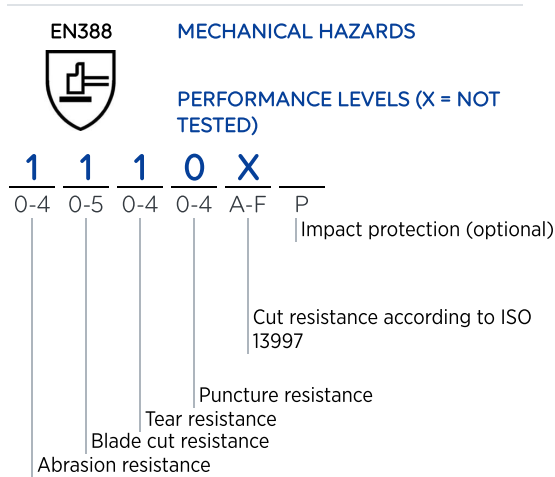 EN388
MECHANICAL HAZARDS
PERFORMANCE LEVELS (X = NOT
TESTED)
1 1 1 0 X
0-4 0-5 0-4 0-4 A-F P
Impact protection (optional)
Cut resistance according to ISO
13997
Puncture resistance
Tear resistance
Blade cut resistance
Abrasion resistance